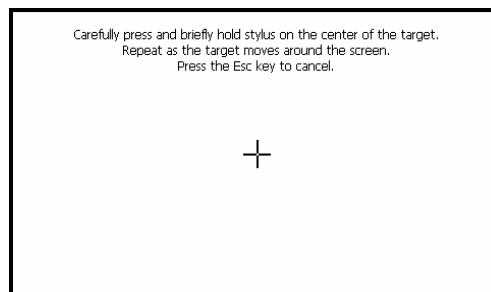 Carefully press and briefly hold stylus on the center of the target.
Repeat as the target moves around the screen.
Press the Esc key to cancel.